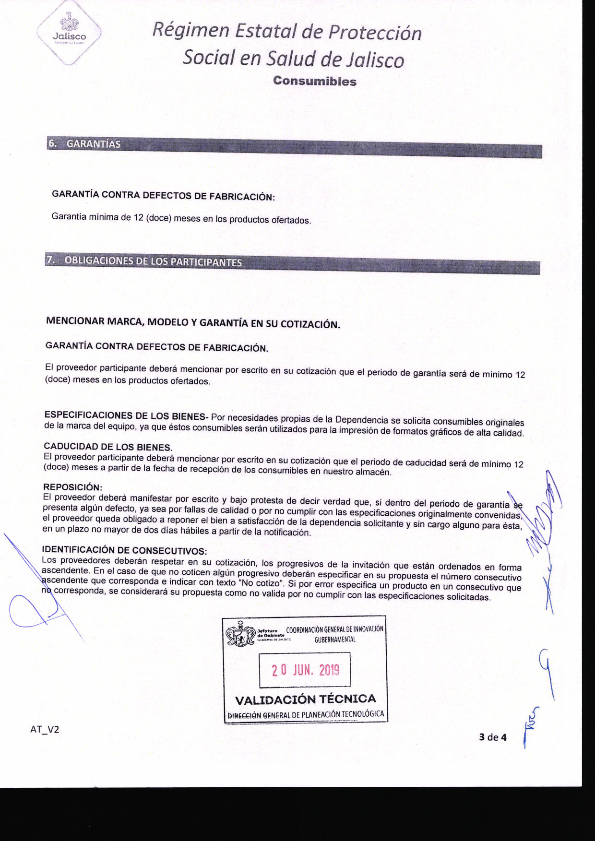 Jalisco
Régimen Estatal de Protección
Social en Salud de Jalisco
Consumibles
6. GARANTÍAS
GARANTÍA CONTRA DEFECTOS DE FABRICACIÓN:
Garantía mínima de 12 (doce) meses en los productos ofertados.
7. OBLIGACIONES DE LOS PARTICIPANTES
MENCIONAR MARCA, MODELO Y GARANTÍA EN SU COTIZACIÓN.
GARANTÍA CONTRA DEFECTOS DE FABRICACIÓN.
El proveedor participante deberá mencionar por escrito en su cotización que el periodo de garantía será de mínimo 12
(doce) meses en los productos ofertados.
ESPECIFICACIONES DE LOS BIENES- Por necesidades propias de la Dependencia se solicita consumibles originales
de la marca del equipo, ya que éstos consumibles serán utilizados para la impresión de formatos gráficos de alta calidad.
CADUCIDAD DE LOS BIENES.
El proveedor participante deberá mencionar por escrito en su cotización que el periodo de caducidad será de mínimo 12
(doce) meses a partir de la fecha de recepción de los consumibles en nuestro almacén.
REPOSICIÓN:
El proveedor deberá manifestar por escrito y bajo protesta de decir verdad que, si dentro del periodo de garantía se
presenta algún defecto, ya sea por fallas de calidad o por no cumplir con las especificaciones originalmente convenidas,
el proveedor queda obligado a reponer el bien a satisfacción de la dependencia solicitante y sin cargo alguno para ésta,
en un plazo no mayor de dos días hábiles a partir de la notificación.
IDENTIFICACIÓN DE CONSECUTIVOS:
Los proveedores deberán respetar en su cotización, los progresivos de la invitación que están ordenados en forma
ascendente. En el caso de que no coticen algún progresivo deberán especificar en su propuesta el número consecutivo
ascendente que corresponda e indicar con texto "No cotizo". Si por error especifica un producto en un consecutivo que
no corresponda, se considerará su propuesta como no valida por no cumplir con las especificaciones solicitadas.
Jefatura
de Gabinete
COORDINACIÓN GENERAL DE INNOVACIÓN
GUBERNAMENTAL
20 JUN. 2019
VALIDACIÓN TÉCNICA
DIRECCIÓN GENERAL DE PLANEACIÓN TECNOLÓGICA
AT_V2
3 de 4